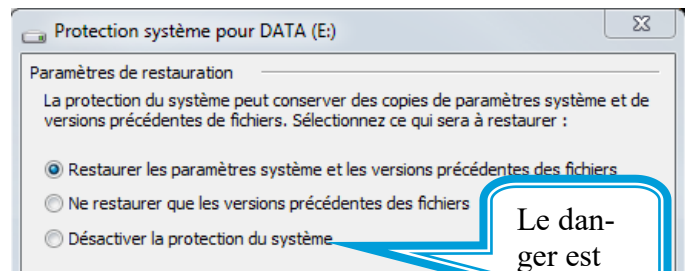 Protection système pour DATA (E:)
Paramètres de restauration
La protection du système peut conserver des copies de paramètres système et de
versions précédentes de fichiers. Sélectionnez ce qui sera à restaurer :
Restaurer les paramètres système et les versions précédentes des fichiers
Ne restaurer que les versions précédentes des fichiers
Désactiver la protection du système
Le dan-
ger est